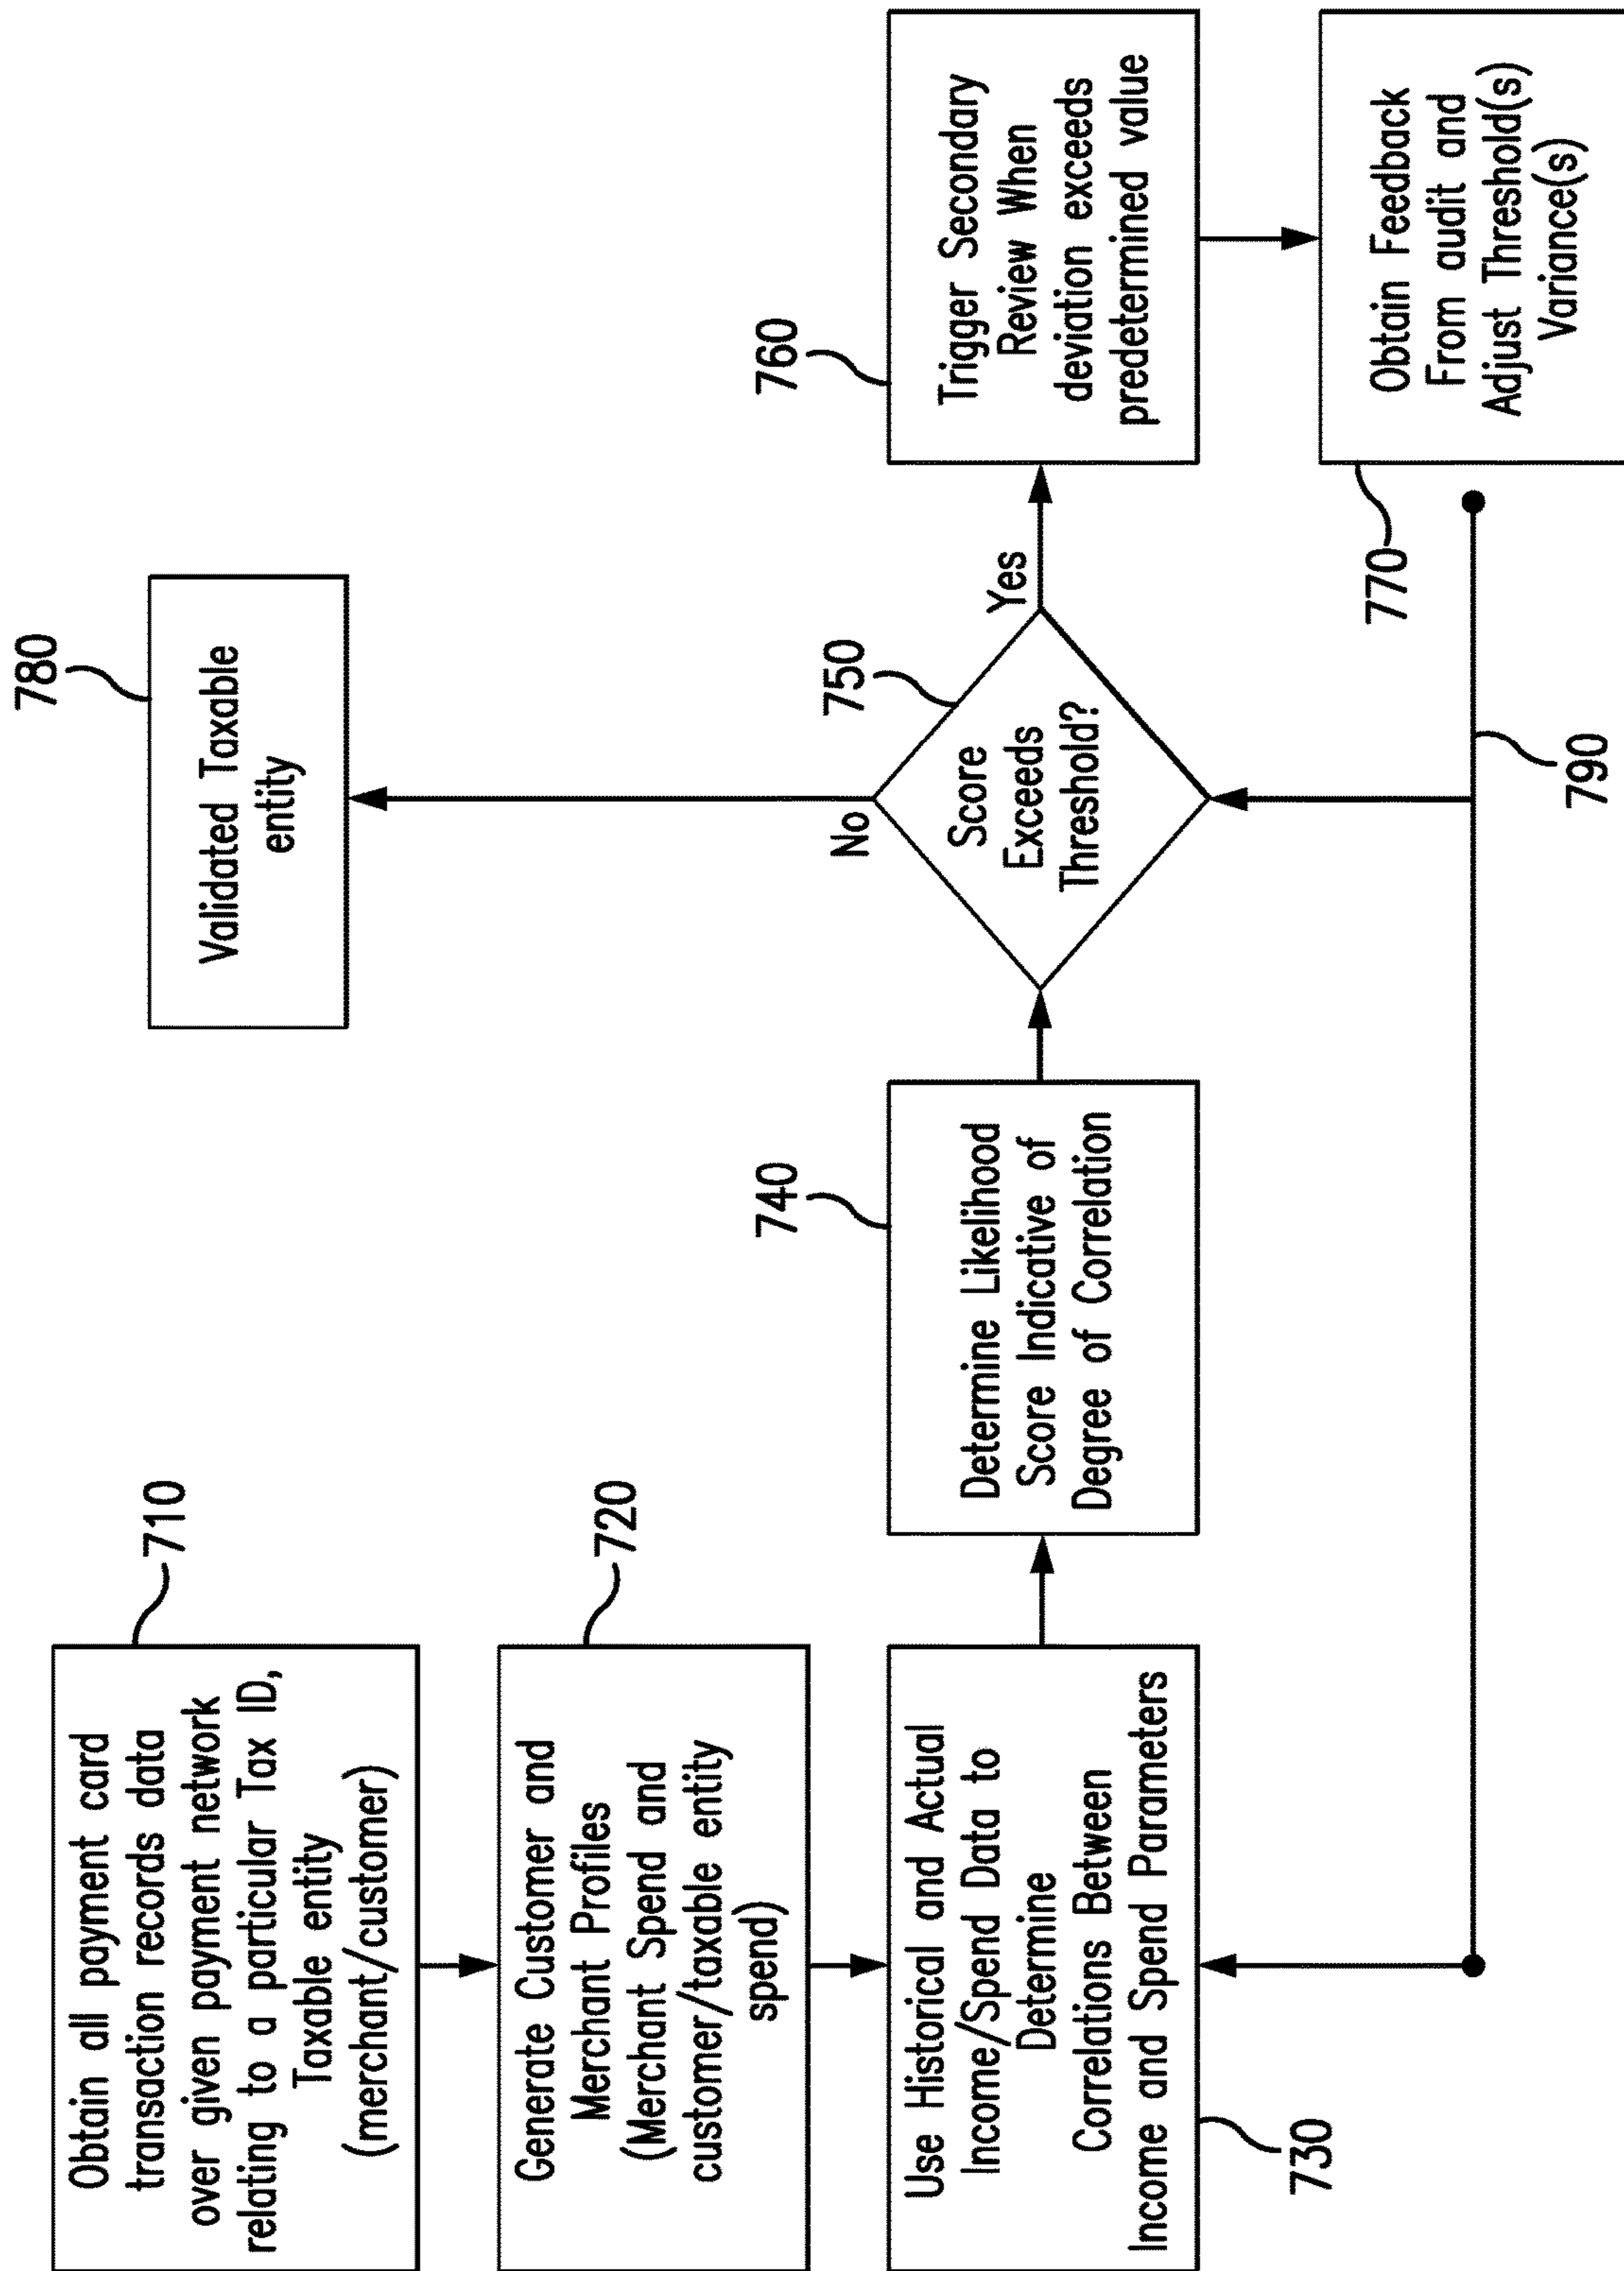 710
Obtain all payment card
transaction records data
over given payment network
relating to a particular Tax ID,
Taxable entity
(merchant/customer)
720
Generate Customer and
Merchant Profiles
(Merchant Spend and
customer/taxable entity
spend)
Use Historical and Actual
Income/Spend Data to
Determine
Correlations Between
Income and Spend Parameters
730
740
Determine Likelihood
Score Indicative of
Degree of Correlation
750
Score
Exceeds
Threshold?
No
Yes
780
Validated Taxable
entity
760
Trigger Secondary
Review When
deviation exceeds
predetermined value
Obtain Feedback
From audit and
Adjust Threshold(s)
Variance(s)
770
790